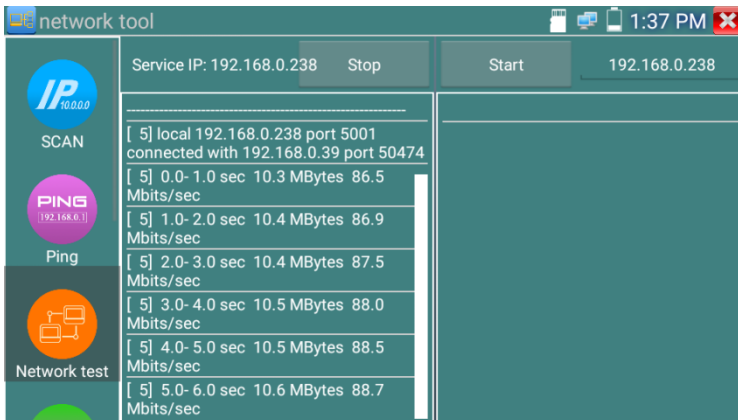 network tool
1:37 PM
Service IP: 192.168.0.238
Stop
Start
192.168.0.238
IP
10.0.0.0
SCAN
PING
[192.168.0.1]
Ping
Network test
------------------------------------------------------------
[ 5] local 192.168.0.238 port 5001
connected with 192.168.0.39 port 50474
[ 5] 0.0- 1.0 sec 10.3 MBytes 86.5
Mbits/sec
[ 5] 1.0- 2.0 sec 10.4 MBytes 86.9
Mbits/sec
[ 5] 2.0- 3.0 sec 10.4 MBytes 87.5
Mbits/sec
[ 5] 3.0- 4.0 sec 10.5 MBytes 88.0
Mbits/sec
[ 5] 4.0- 5.0 sec 10.5 MBytes 88.5
Mbits/sec
[ 5] 5.0- 6.0 sec 10.6 MBytes 88.7
Mbits/sec